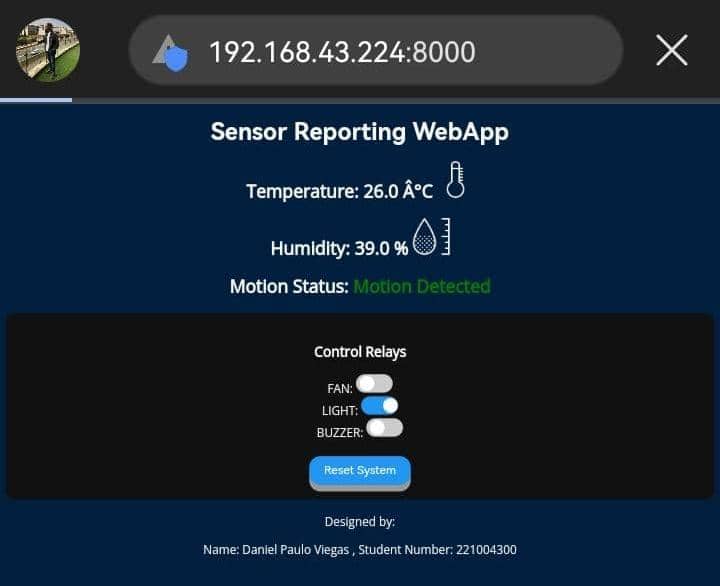 192.168.43.224:8000
Sensor Reporting WebApp
Temperature: 26.0 Â°C
Humidity: 39.0 %
Motion Status: Motion Detected
Control Relays
FAN:
LIGHT:
BUZZER:
Reset System
Designed by:
Name: Daniel Paulo Viegas , Student Number: 221004300